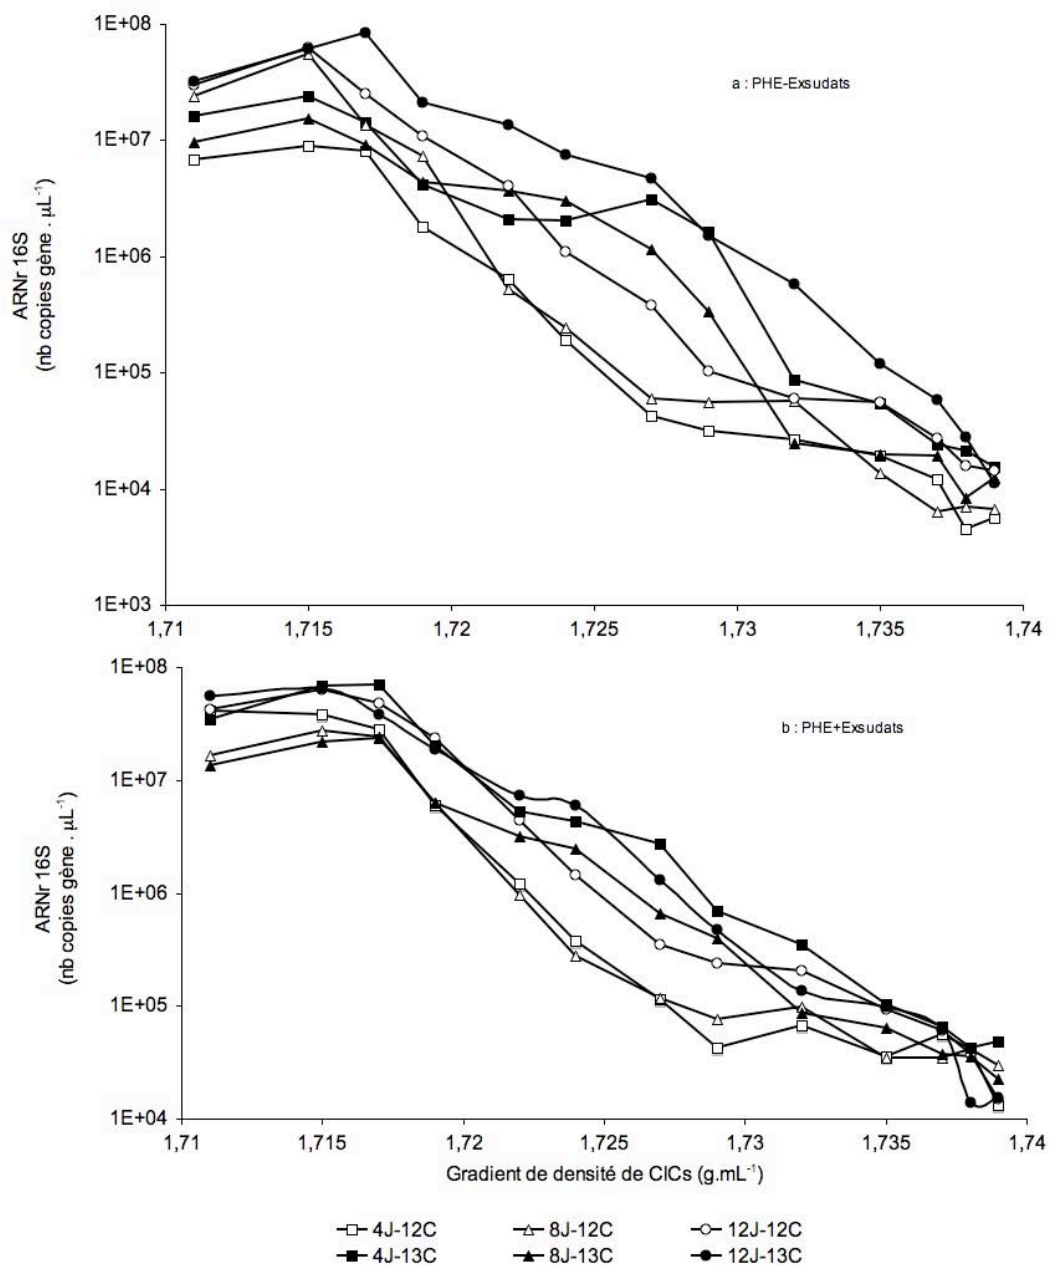 1E+08
a : PHE-Exsudats
1E+07
1E+06
1E+05
1E+04
1E+03
ARNr 16S
(nb copies gène . µL-1)
1,71
1,715
1,72
1,725
1,73
1,735
1,74
1E+08
b : PHE+Exsudats
1E+07
1E+06
1E+05
1E+04
ARNr 16S
(nb copies gène . µL-1)
1,71
1,715
1,72
1,725
1,73
1,735
1,74
Gradient de densité de ClCs (g.mL-1)
4J-12C
8J-12C
12J-12C
4J-13C
8J-13C
12J-13C